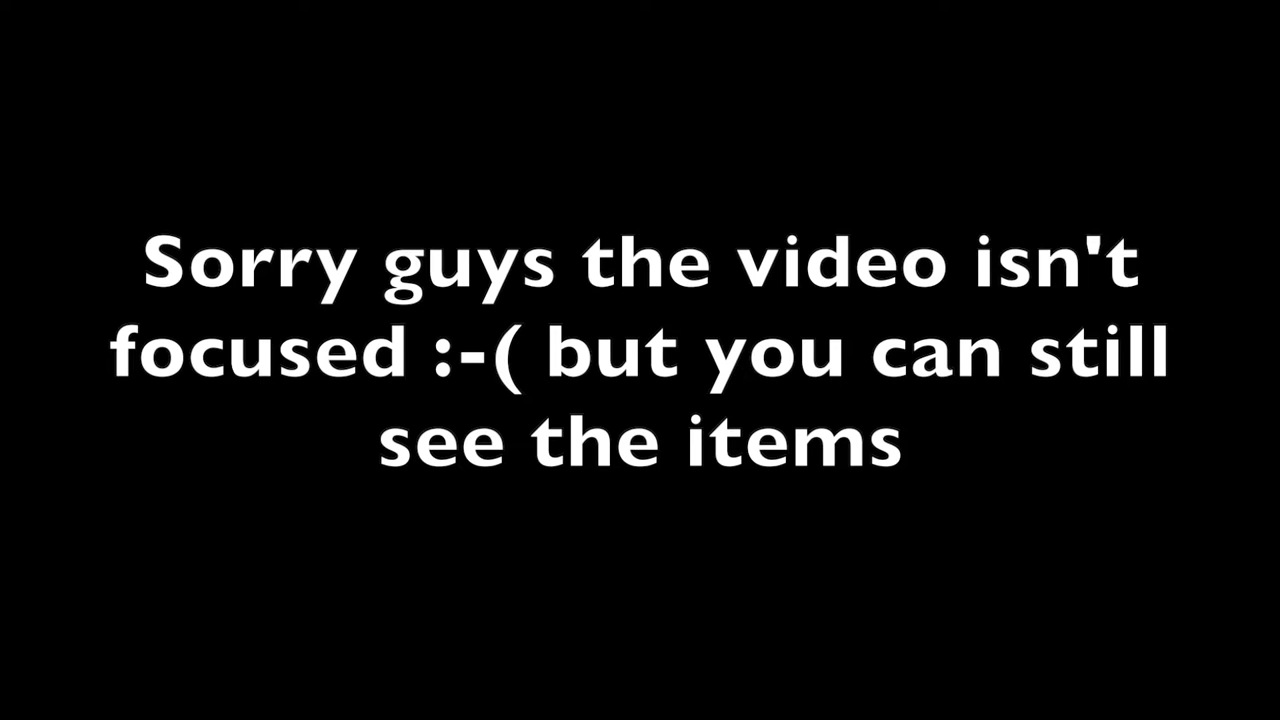 Sorry guys the video isn't
focused :-( but you can still
see the items